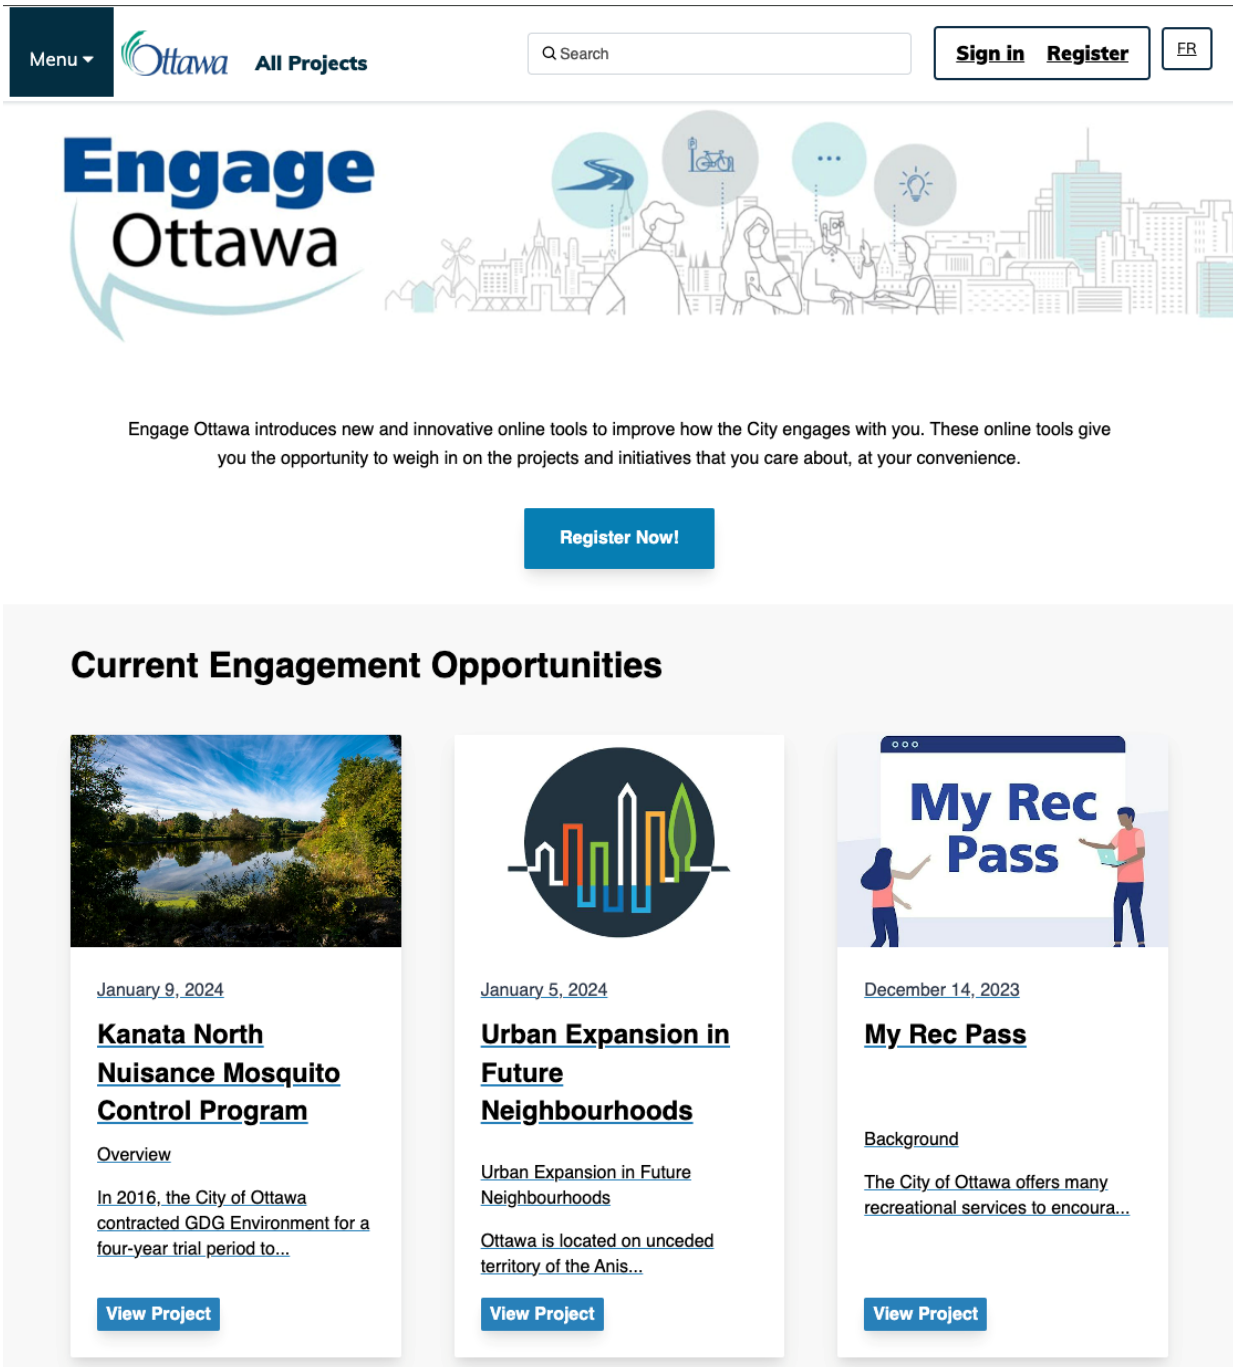 Menu
Ottawa
All Projects
Search
Sign in Register
FR
Engage
Ottawa
Engage Ottawa introduces new and innovative online tools to improve how the City engages with you. These online tools give
you the opportunity to weigh in on the projects and initiatives that you care about, at your convenience.
Register Now!
Current Engagement Opportunities
January 9, 2024
Kanata North
Nuisance Mosquito
Control Program
Overview
In 2016, the City of Ottawa
contracted GDG Environment for a
four-year trial period to...
View Project
January 5, 2024
Urban Expansion in
Future
Neighbourhoods
Urban Expansion in Future
Neighbourhoods
Ottawa is located on unceded
territory of the Anis...
View Project
My Rec
Pass
December 14, 2023
My Rec Pass
Background
The City of Ottawa offers many
recreational services to encoura...
View Project